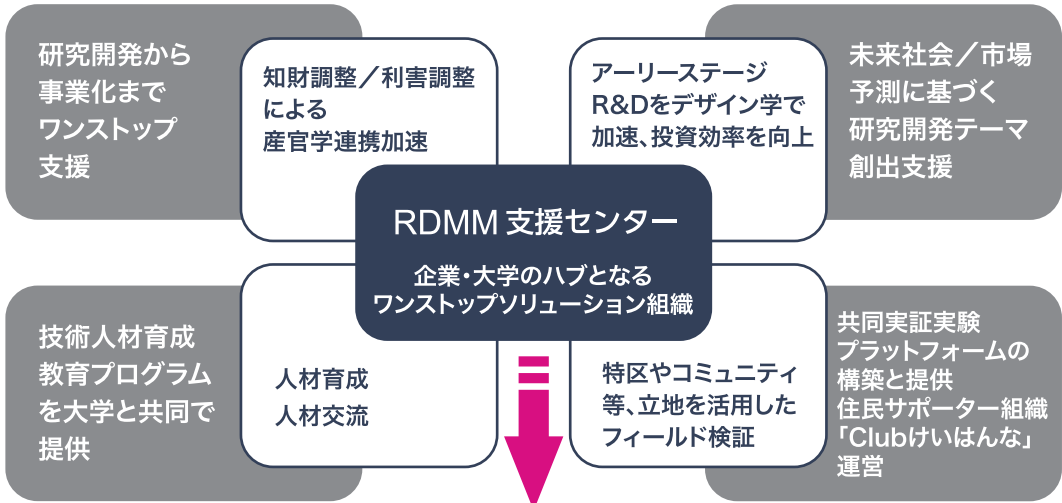 研究開発から
事業化まで
ワンストップ
支援
知財調整／利害調整
による
産官学連携加速
アーリーステージ
R&Dをデザイン学で
加速、投資効率を向上
未来社会／市場
予測に基づく
研究開発テーマ
創出支援
RDMM 支援センター
企業・大学のハブとなる
ワンストップソリューション組織
技術人材育成
教育プログラム
を大学と共同で
提供
人材育成
人材交流
特区やコミュニティ
等、立地を活用した
フィールド検証
共同実証実験
プラットフォームの
構築と提供
住民サポーター組織
「Clubけいはんな」
運営